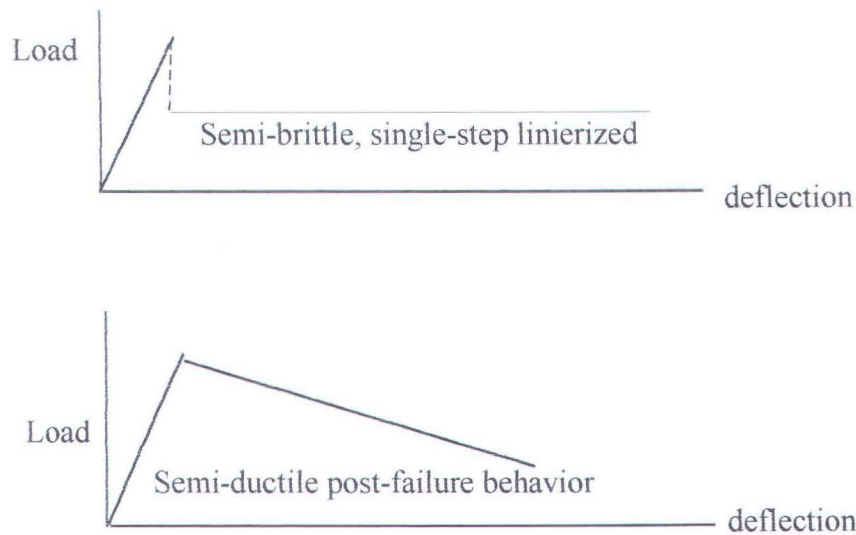 Load
Semi-brittle, single-step linierized
deflection
Load
Semi-ductile post-failure behavior
deflection